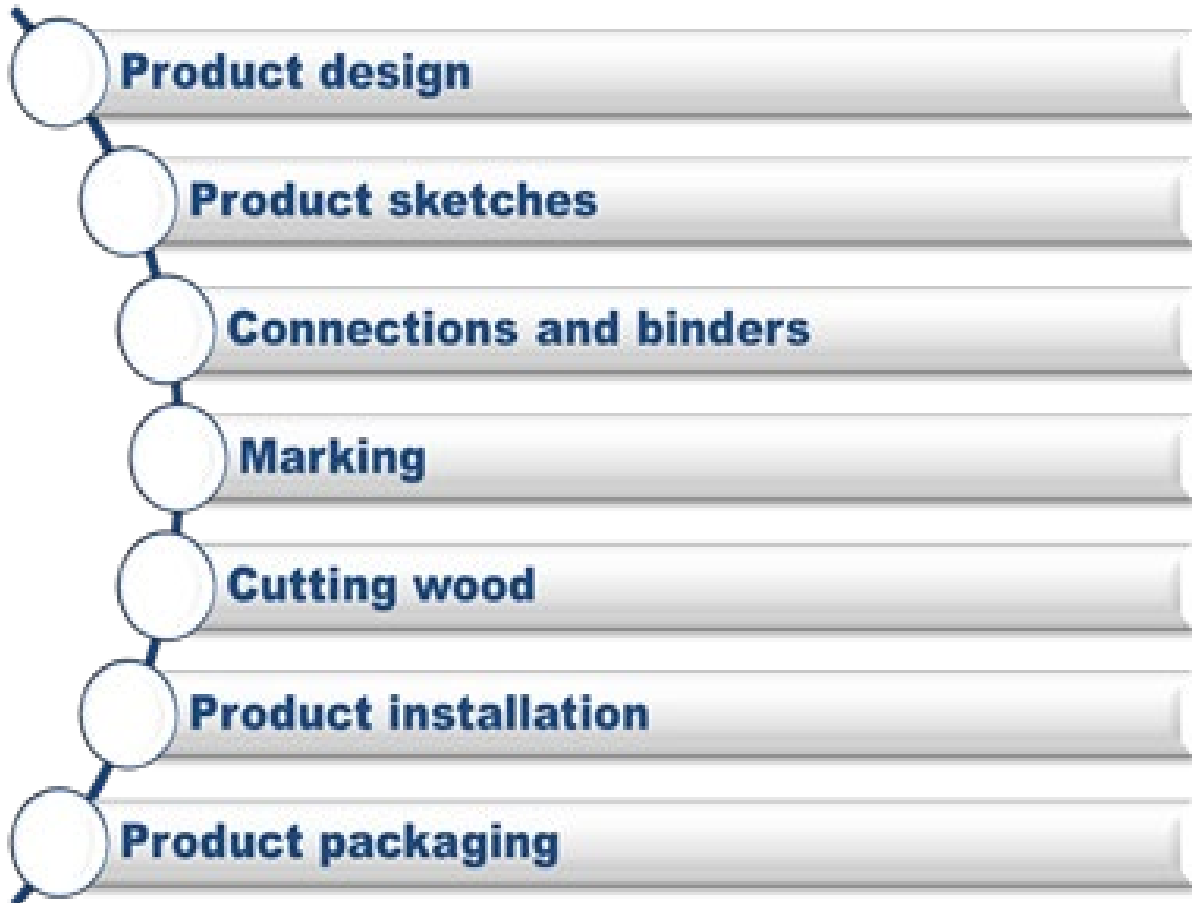 Product design
Product sketches
Connections and binders
Marking
Cutting wood
Product installation
Product packaging